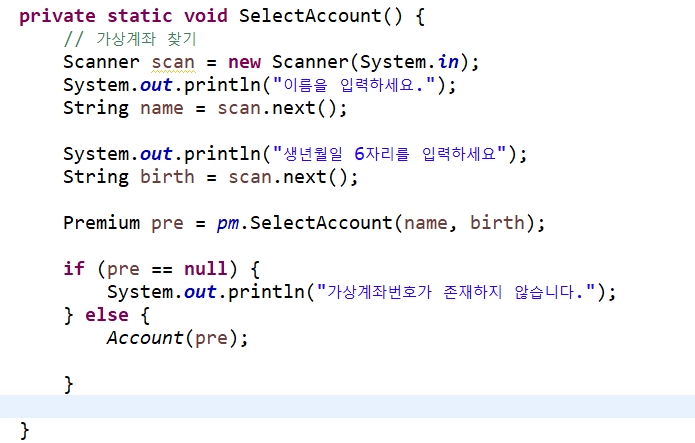 private static void SelectAccount() {
// 가상계좌 찾기
Scanner scan = new Scanner(System.in);
System.out.println("이름을 입력하세요.");
String name = scan.next();
System.out.println("생년월일 6자리를 입력하세요");
String birth = scan.next();
Premium pre = pm.SelectAccount(name, birth);
if (pre == null) {
System.out.println("가상계좌번호가 존재하지 않습니다.");
} else {
Account(pre);
}
}